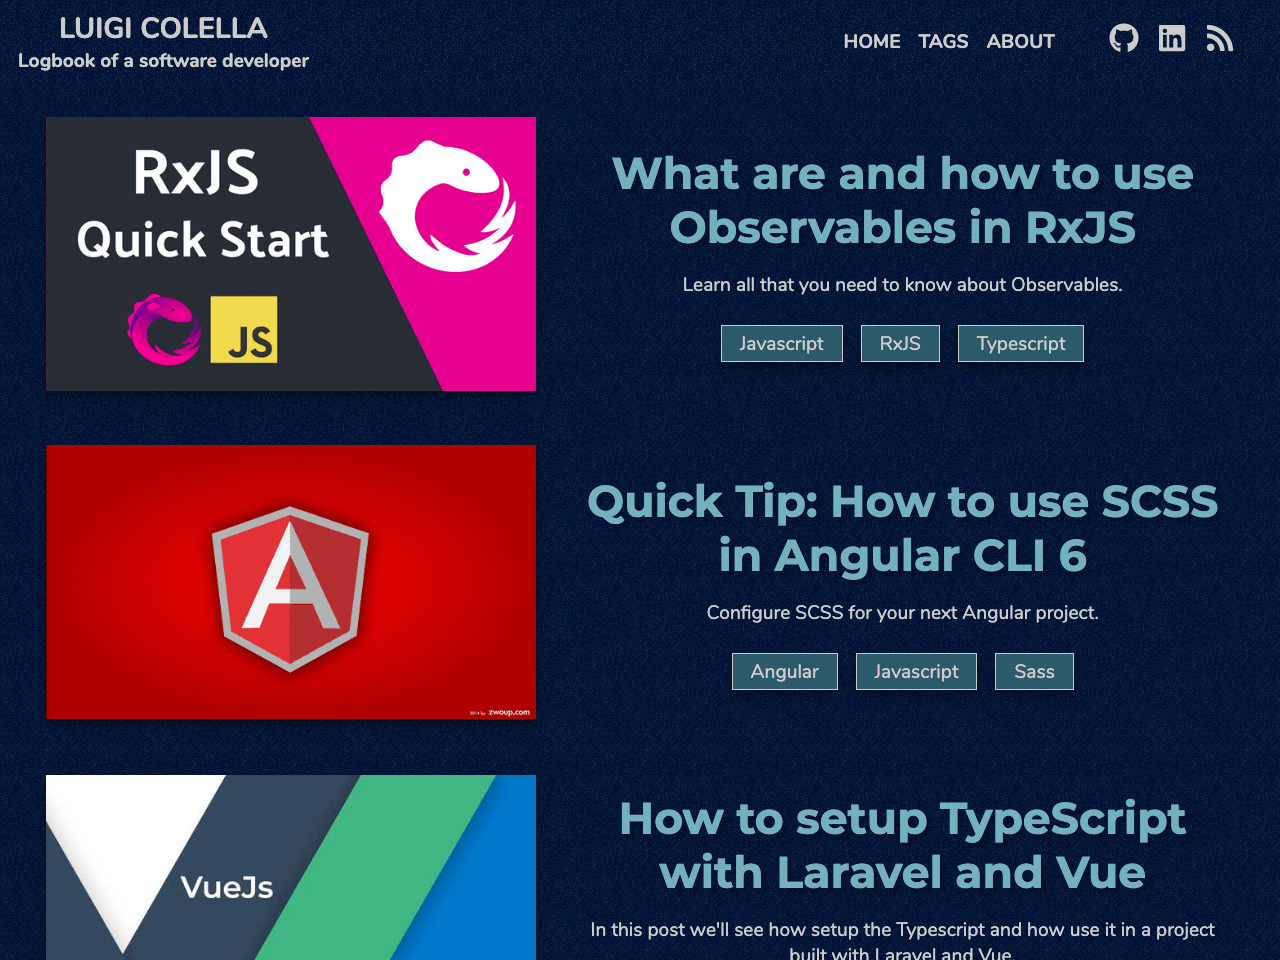 LUIGI COLELLA
Logbook of a software developer
HOME TAGS ABOUT
RxJS
Quick Start
JS
What are and how to use
Observables in RxJS
Learn all that you need to know about Observables.
Javascript RxJS Typescript
A
2014 by zwoup.com
Quick Tip: How to use SCSS
in Angular CLI 6
Configure SCSS for your next Angular project.
Angular Javascript Sass
VueJs
How to setup TypeScript
with Laravel and Vue
In this post we'll see how setup the Typescript and how use it in a project
built with Laravel and Vue.